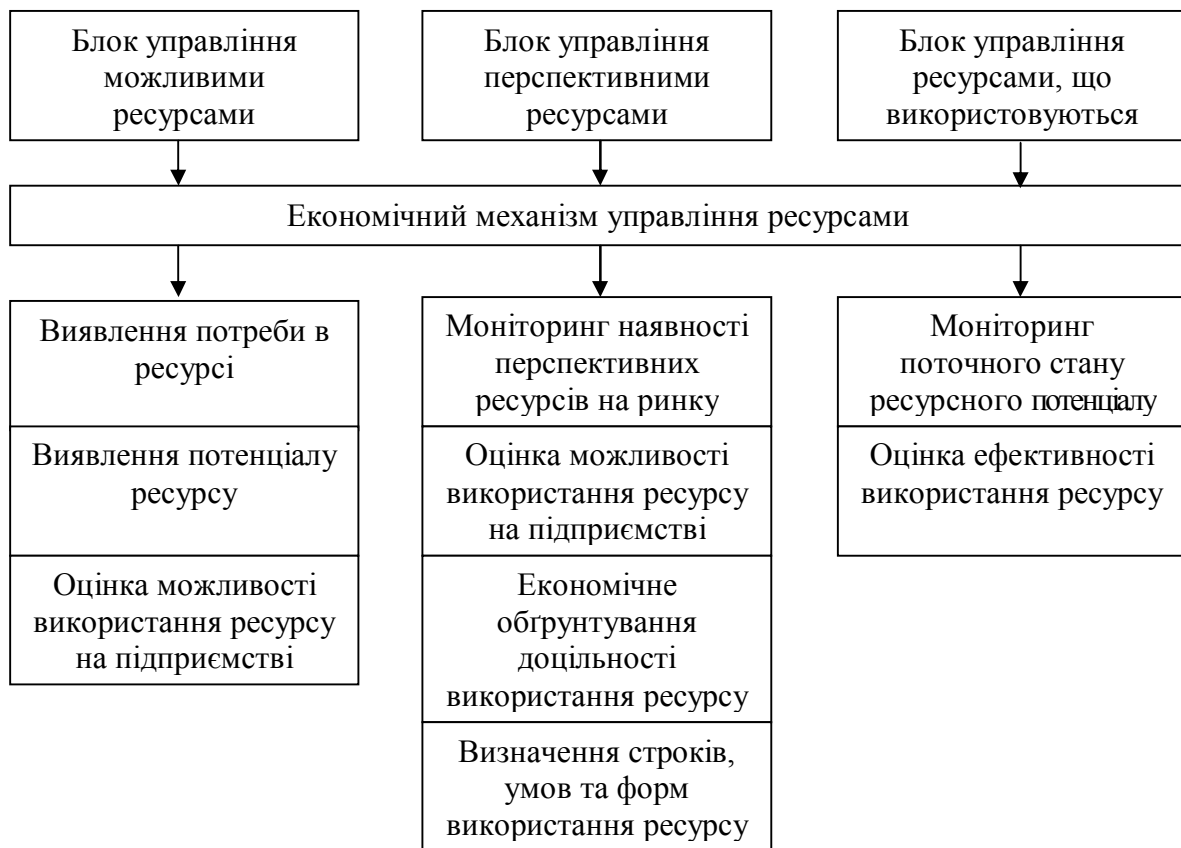 Блок управління
можливими
ресурсами
Блок управління
перспективними
ресурсами
Блок управління
ресурсами, що
використовуються
Економічний механізм управління ресурсами
Виявлення потреби в
ресурсі
Виявлення потенціалу
ресурсу
Оцінка можливості
використання ресурсу
на підприємстві
Моніторинг наявності
перспективних
ресурсів на ринку
Оцінка можливості
використання ресурсу
на підприємстві
Економічне
обґрунтування
доцільності
використання ресурсу
Визначення строків,
умов та форм
використання ресурсу
Моніторинг
поточного стану
ресурсного потенціалу
Оцінка ефективності
використання ресурсу